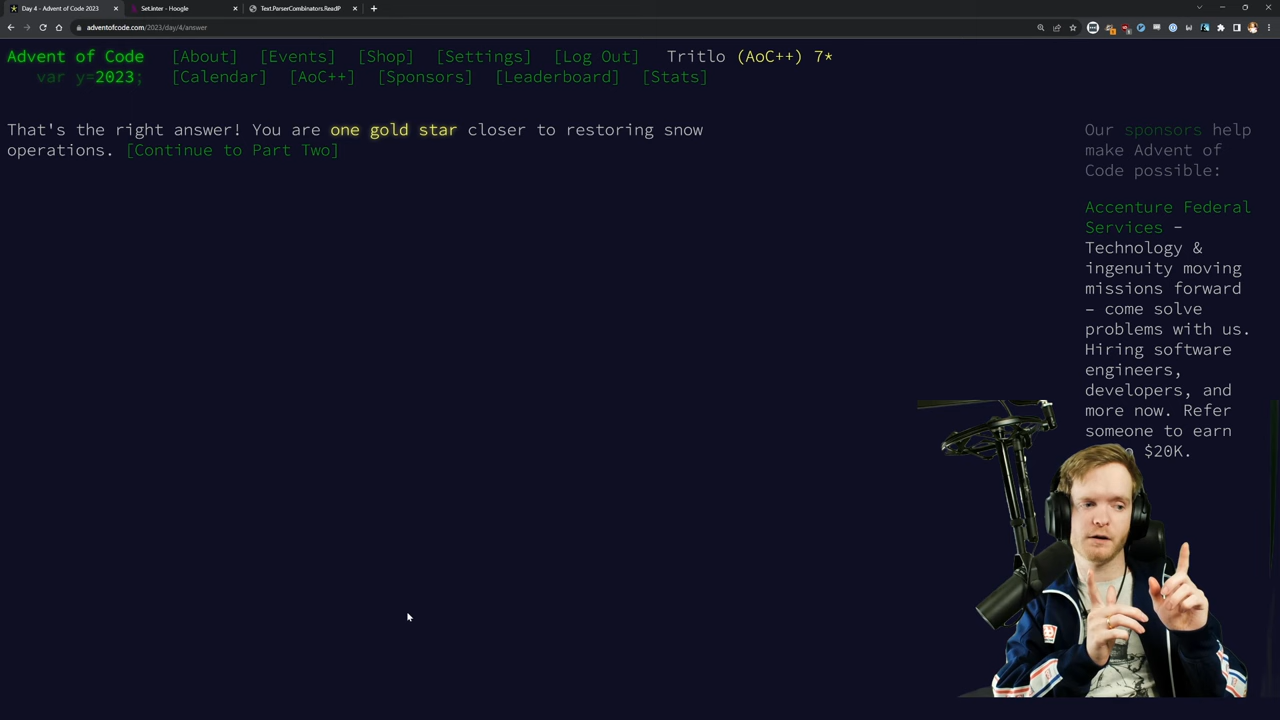 Day 4 - Advent of Code 2023
Set.inter - Hoogle
Text.ParserCombinators.ReadP
adventofcode.com/2023/day/4/answer
Advent of Code [About] [Events] [Shop] [Settings] [Log Out] Tritlo (AoC++) 7*
var y=2023; [Calendar] [AoC++] [Sponsors] [Leaderboard] [Stats]
That's the right answer! You are one gold star closer to restoring snow
operations. [Continue to Part Two]
Our sponsors help
make Advent of
Code possible:
Accenture Federal
Services –
Technology &
ingenuity moving
missions forward
– come solve
problems with us.
Hiring software
engineers,
developers, and
more now. Refer
someone to earn
$20K.